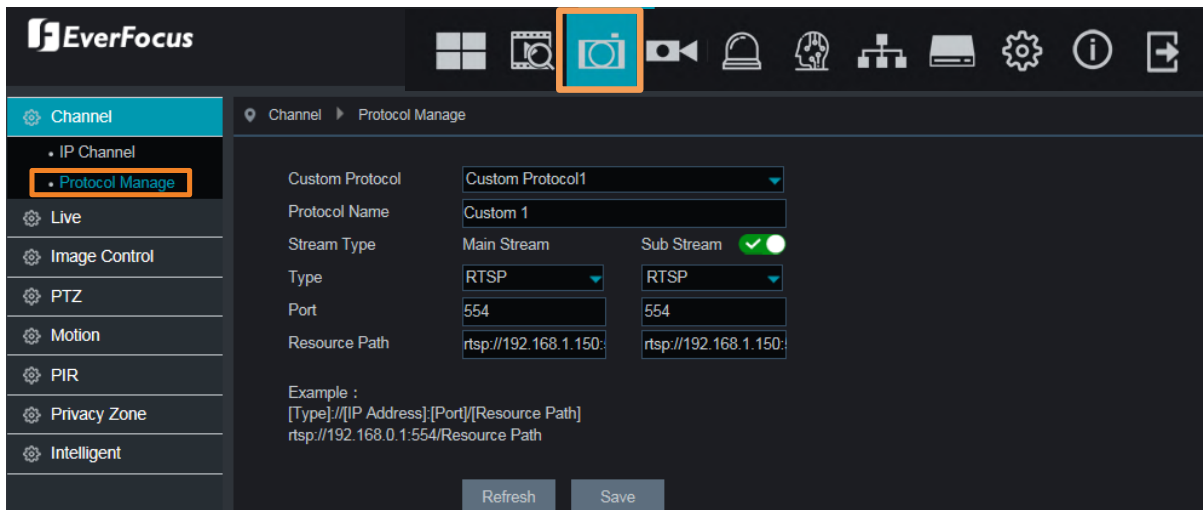 EverFocus
Channel
Channel Protocol Manage
• IP Channel
• Protocol Manage
Live
Image Control
PTZ
Motion
PIR
Privacy Zone
Intelligent
Custom Protocol Custom Protocol1
Protocol Name Custom 1
Stream Type Main Stream Sub Stream
Type RTSP RTSP
Port 554 554
Resource Path rtsp://192.168.1.150: rtsp://192.168.1.150:
Example :
[Type]://[IP Address]:[Port]/[Resource Path]
rtsp://192.168.0.1:554/Resource Path
Refresh Save